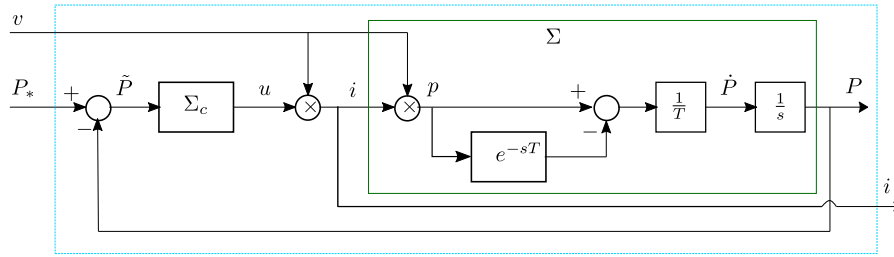 v
Σ
P* + P̃ Σc u × i × p + 1/T Ṗ 1/s P
− e^{-sT} −
i